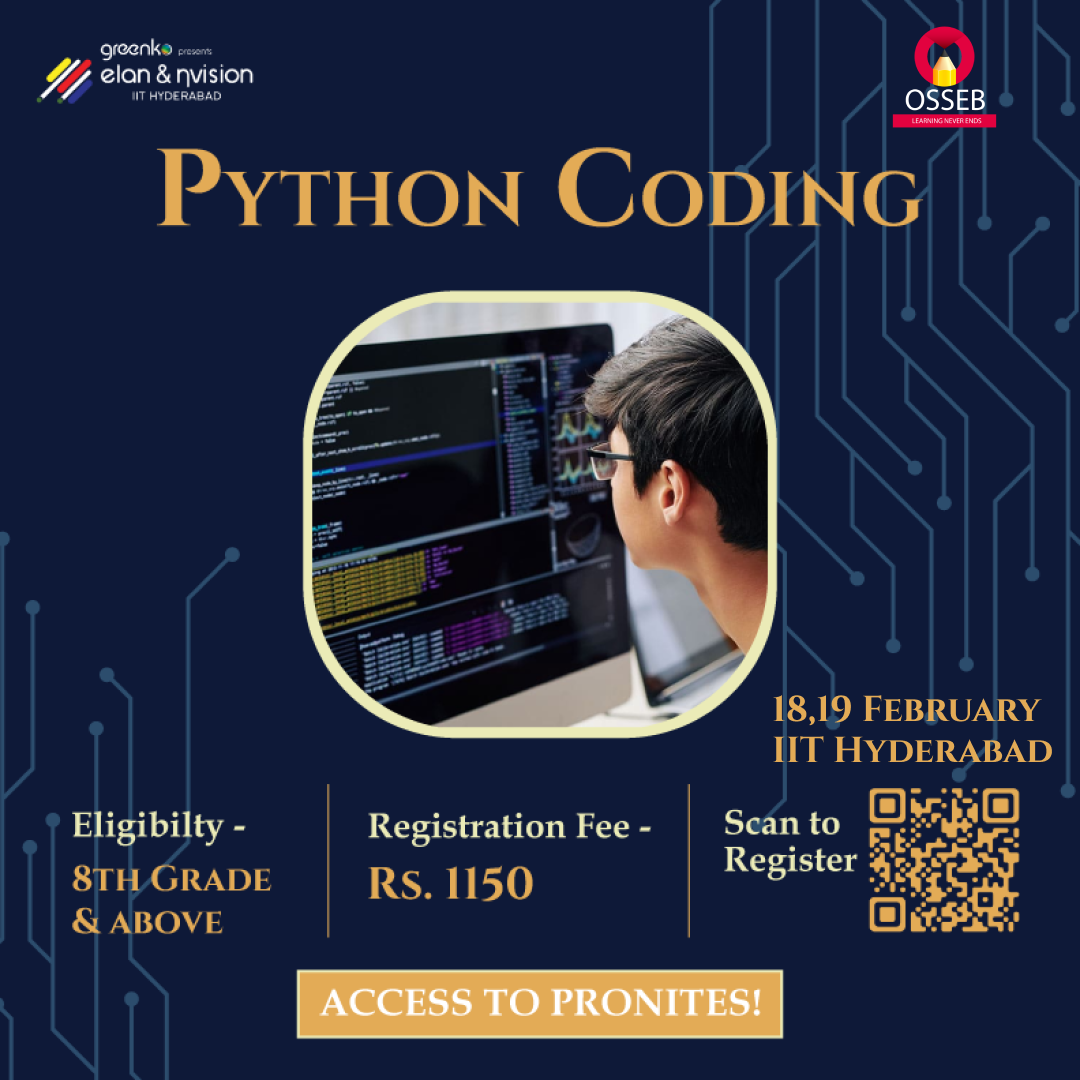 greenko presents
elan & ηvision
IIT HYDERABAD
OSSEB
LEARNING NEVER ENDS
PYTHON CODING
18,19 FEBRUARY
IIT HYDERABAD
Eligibilty -
8TH GRADE
& ABOVE
Registration Fee -
RS. 1150
Scan to
Register
ACCESS TO PRONITES!